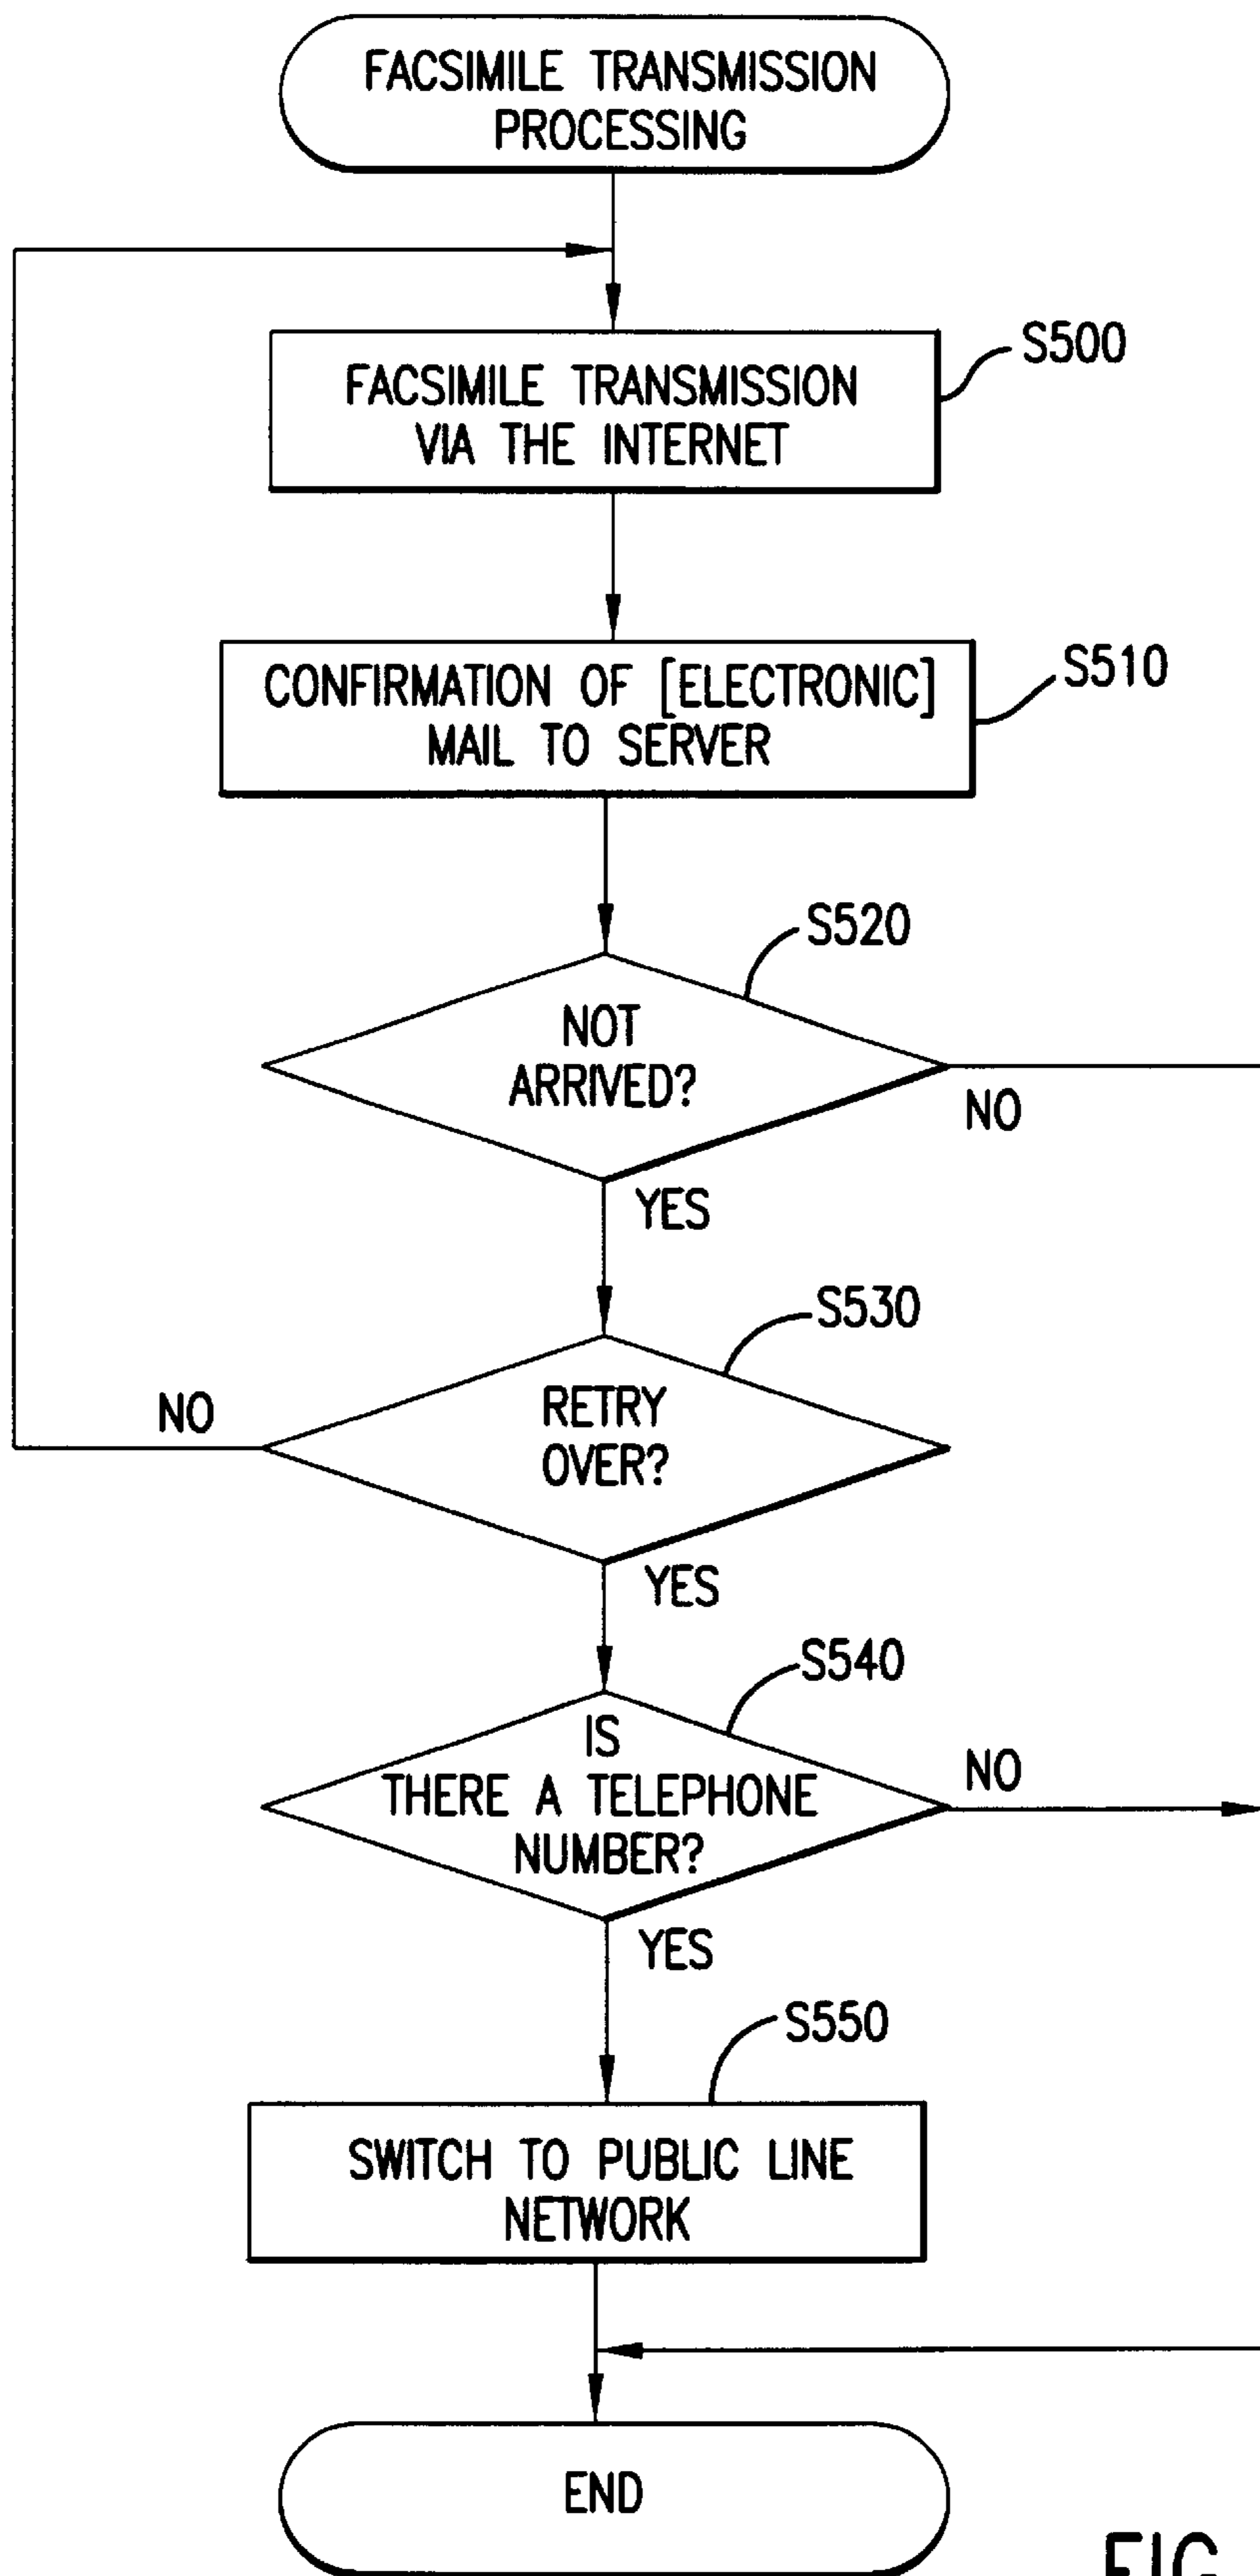 FACSIMILE TRANSMISSION
PROCESSING
S500
FACSIMILE TRANSMISSION
VIA THE INTERNET
S510
CONFIRMATION OF [ELECTRONIC]
MAIL TO SERVER
S520
NOT
ARRIVED?
NO
YES
S530
RETRY
OVER?
NO
YES
S540
IS
THERE A TELEPHONE
NUMBER?
NO
YES
S550
SWITCH TO PUBLIC LINE
NETWORK
END
FIG